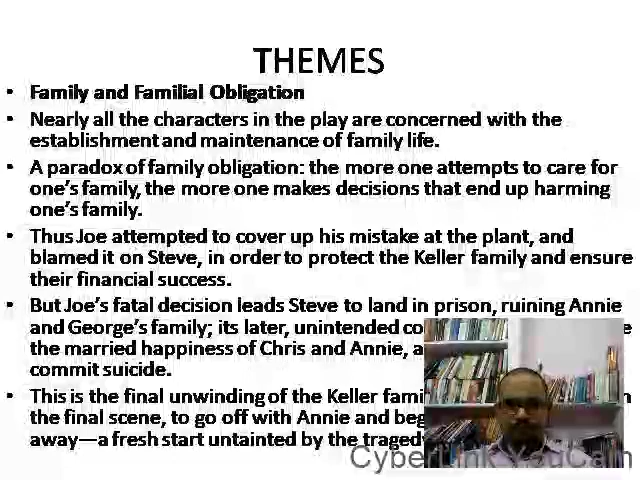 THEMES
• Family and Familial Obligation
• Nearly all the characters in the play are concerned with the
establishment and maintenance of family life.
• A paradox of family obligation: the more one attempts to care for
one's family, the more one makes decisions that end up harming
one's family.
• Thus Joe attempted to cover up his mistake at the plant, and
blamed it on Steve, in order to protect the Keller family and ensure
their financial success.
• But Joe's fatal decision leads Steve to land in prison, ruining Annie
and George's family; its later, unintended
the married happiness of Chris and Annie,
commit suicide.
• This is the final unwinding of the Keller
the final scene, to go off with Annie and
away—a fresh start untainted by the
CyberLink YouCam